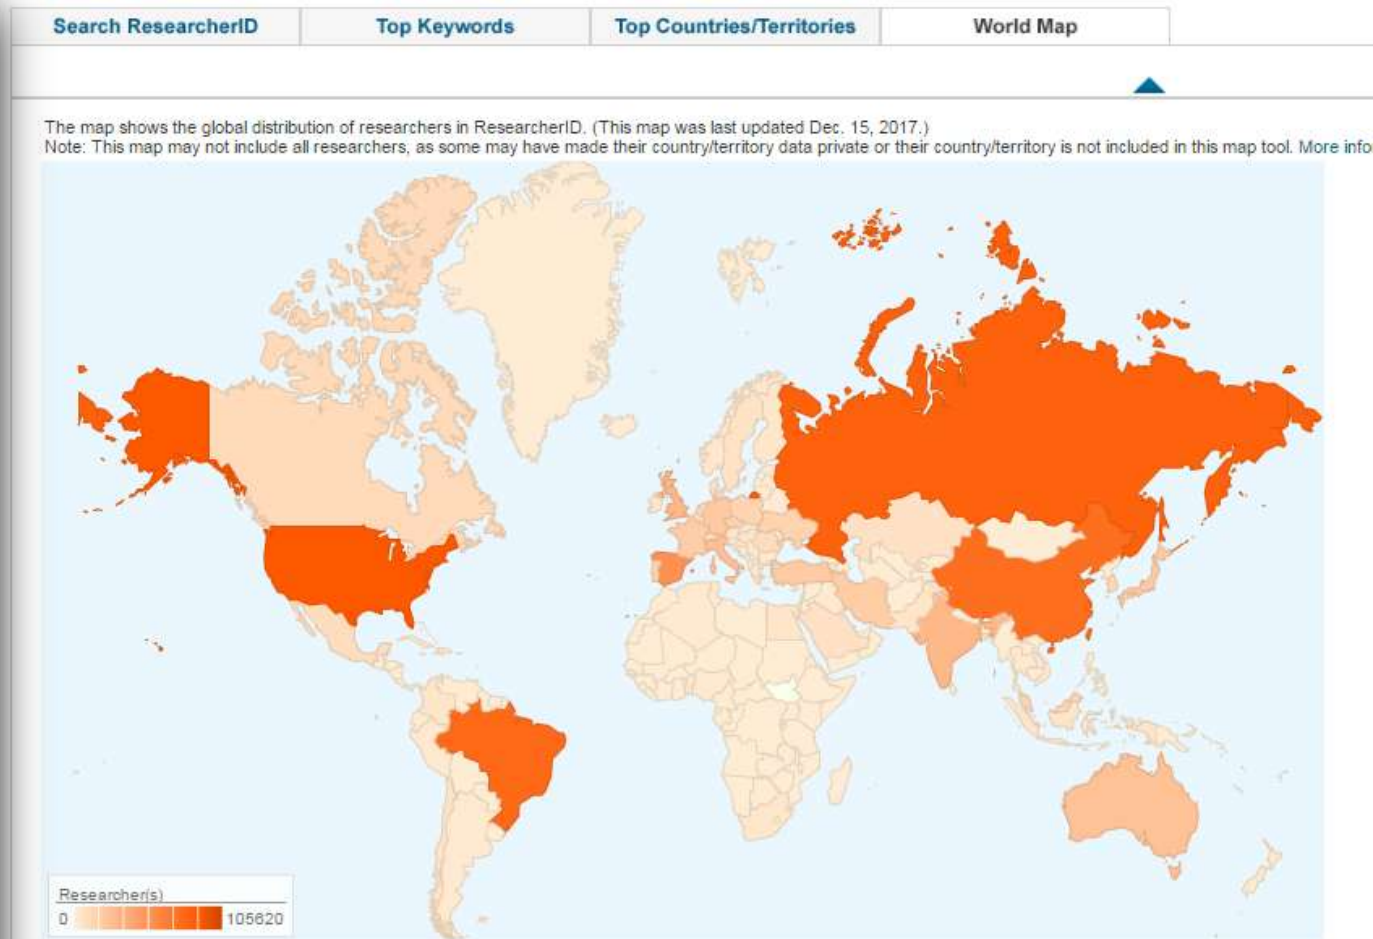 Search ResearcherID
Top Keywords
Top Countries/Territories
World Map
The map shows the global distribution of researchers in ResearcherID. (This map was last updated Dec. 15, 2017.)
Note: This map may not include all researchers, as some may have made their country/territory data private or their country/territory is not included in this map tool. More info
Researcher(s)
0
105620